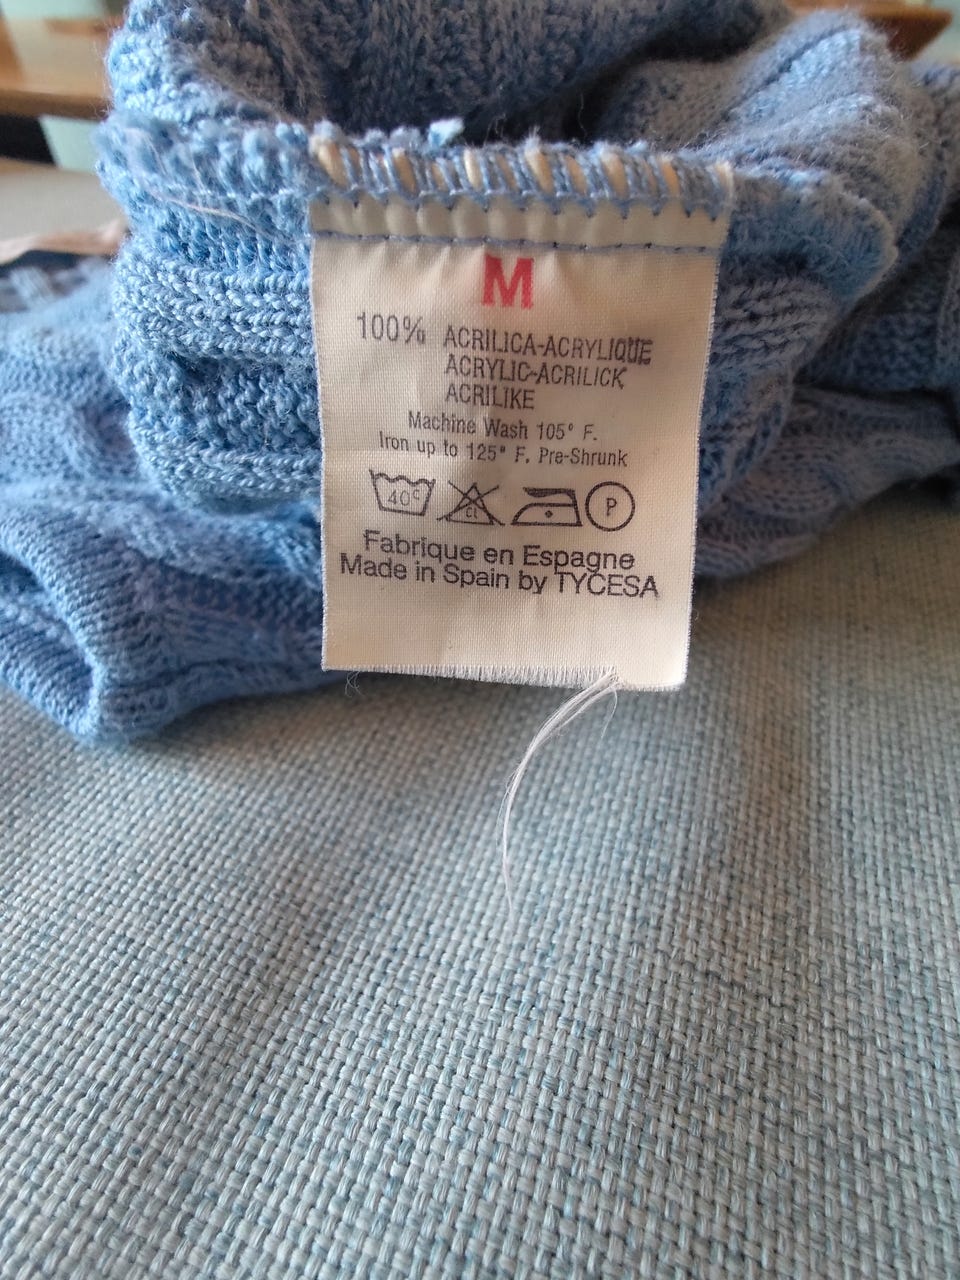 M
100% ACRILICA-ACRYLIQUE
ACRYLIC-ACRILICK
ACRILIKE
Machine Wash 105° F.
Iron up to 125° F. Pre-Shrunk
40° CL P
Fabrique en Espagne
Made in Spain by TYCESA